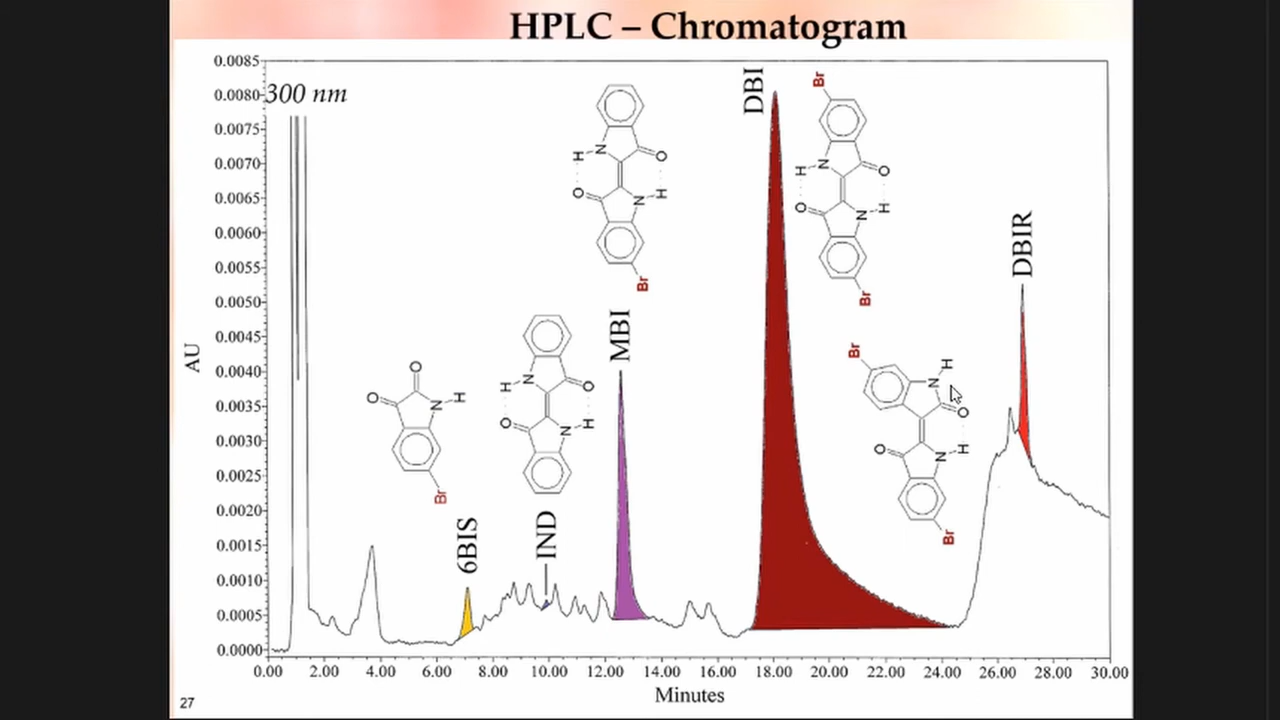 HPLC – Chromatogram
300 nm
AU
0.0085
0.0080
0.0075
0.0070
0.0065
0.0060
0.0055
0.0050
0.0045
0.0040
0.0035
0.0030
0.0025
0.0020
0.0015
0.0010
0.0005
0.0000
O
O
N
H
Br
6BIS
H
N
O
O
N
H
IND
H
N
O
O
N
H
Br
MBI
DBI
Br
H
N
O
O
N
H
Br
Br
H
N
O
O
N
H
Br
DBIR
0.00
2.00
4.00
6.00
8.00
10.00
12.00
14.00
16.00
18.00
20.00
22.00
24.00
26.00
28.00
30.00
Minutes
27